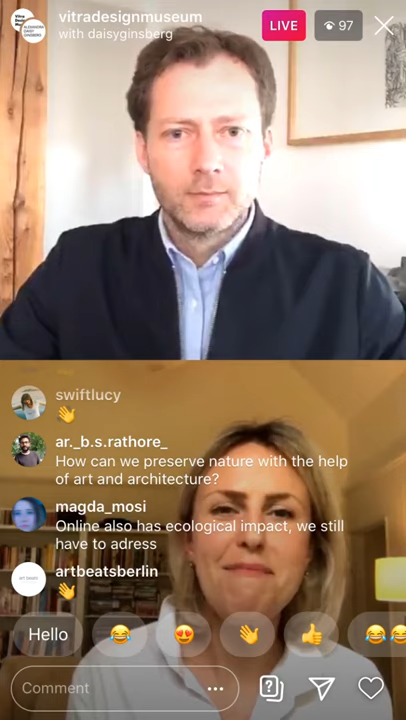 vitradesignmuseum
with daisyginsberg
LIVE
97
swiftlucy
👋
ar._b.s.rathore_
How can we preserve nature with the help
of art and architecture?
magda_mosi
Online also has ecological impact, we still
have to adress
artbeatsberlin
👋
Hello 😂 😍 👋 👍 😂😂
Comment